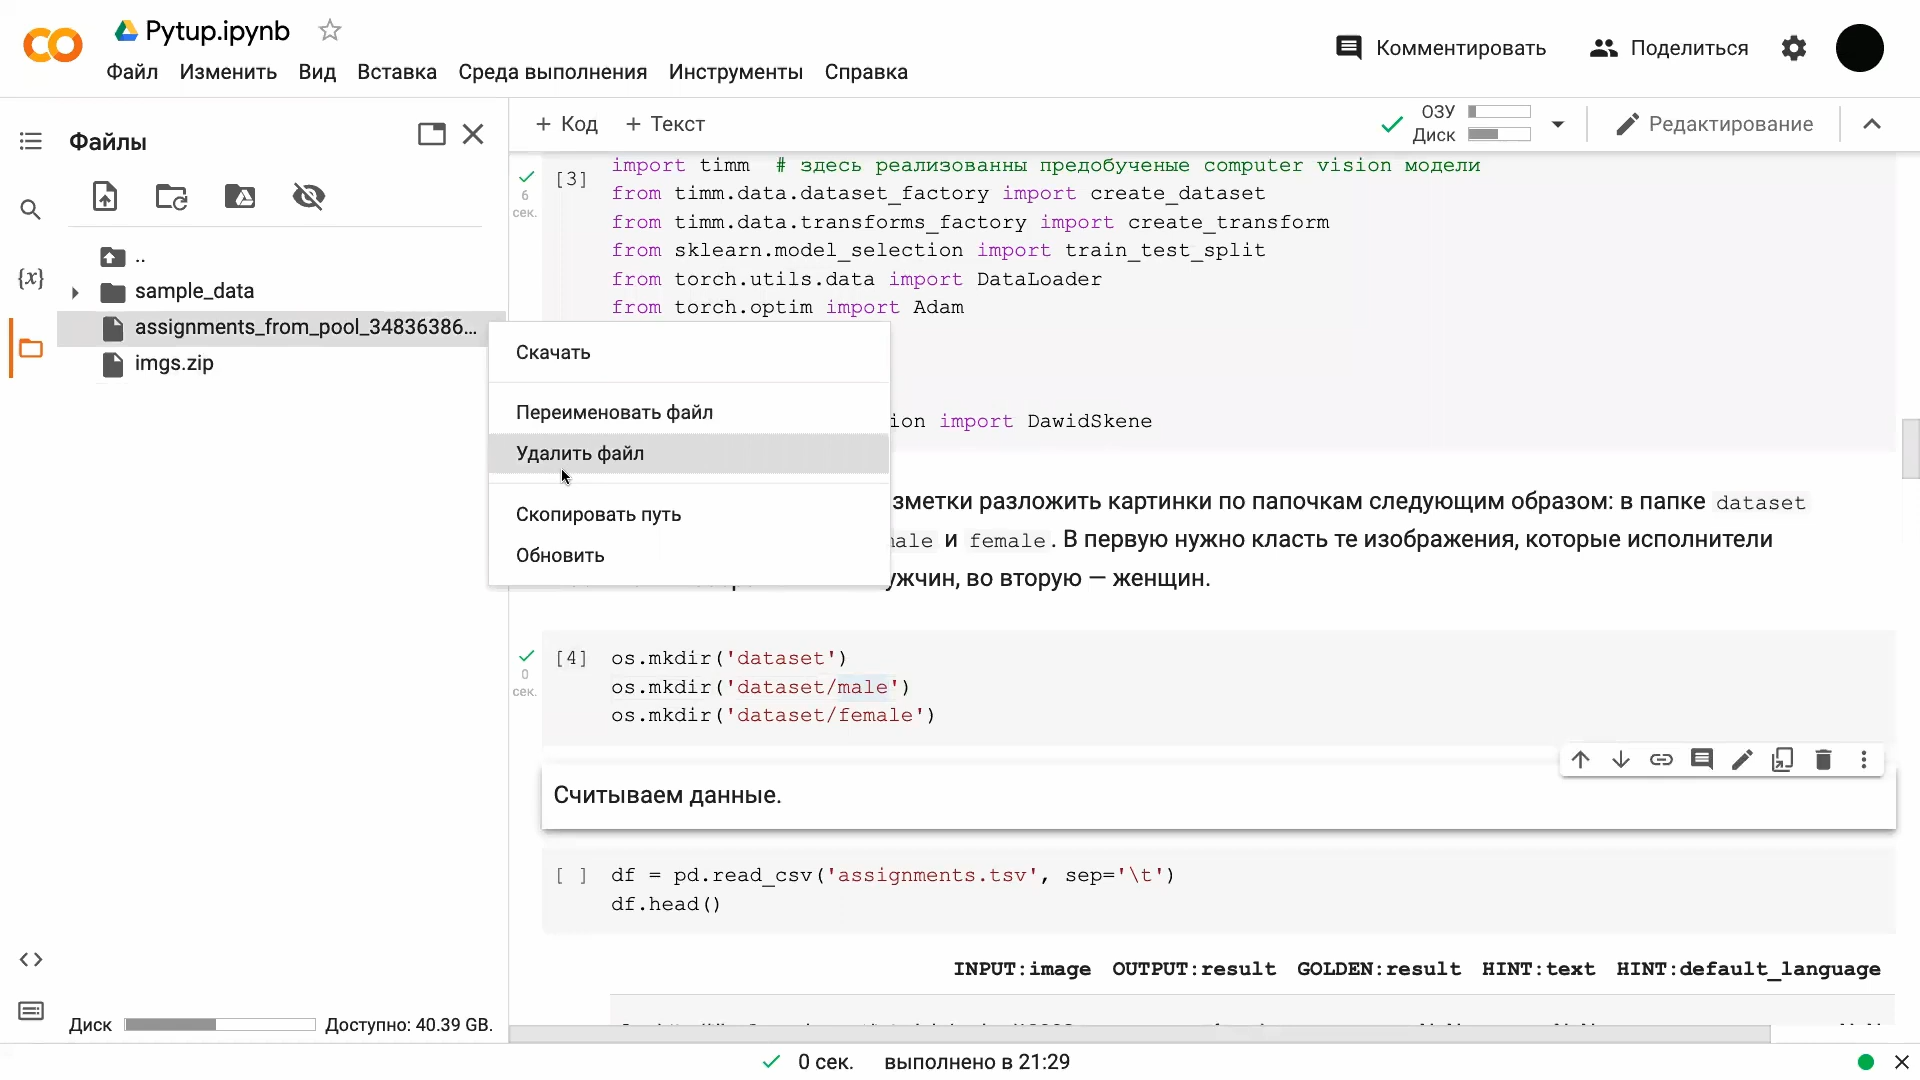 Pytup.ipynb
Файл Изменить Вид Вставка Среда выполнения Инструменты Справка
Комментировать
Поделиться
Файлы
+ Код + Текст
ОЗУ
Диск
Редактирование
..
sample_data
assignments_from_pool_34836386...
imgs.zip
Скачать
Переименовать файл
Удалить файл
Скопировать путь
Обновить
[3]
6
сек.
import timm # здесь реализованны предобученые computer vision модели
from timm.data.dataset_factory import create_dataset
from timm.data.transforms_factory import create_transform
from sklearn.model_selection import train_test_split
from torch.utils.data import DataLoader
from torch.optim import Adam
ion import DawidSkene
зметки разложить картинки по папочкам следующим образом: в папке dataset
ale и female. В первую нужно класть те изображения, которые исполнители
ужчин, во вторую — женщин.
[4]
0
сек.
os.mkdir('dataset')
os.mkdir('dataset/male')
os.mkdir('dataset/female')
Считываем данные.
[ ] df = pd.read_csv('assignments.tsv', sep='\t')
df.head()
INPUT:image OUTPUT:result GOLDEN:result HINT:text HINT:default_language
{x}
<>
Диск Доступно: 40.39 GB.
0 сек. выполнено в 21:29